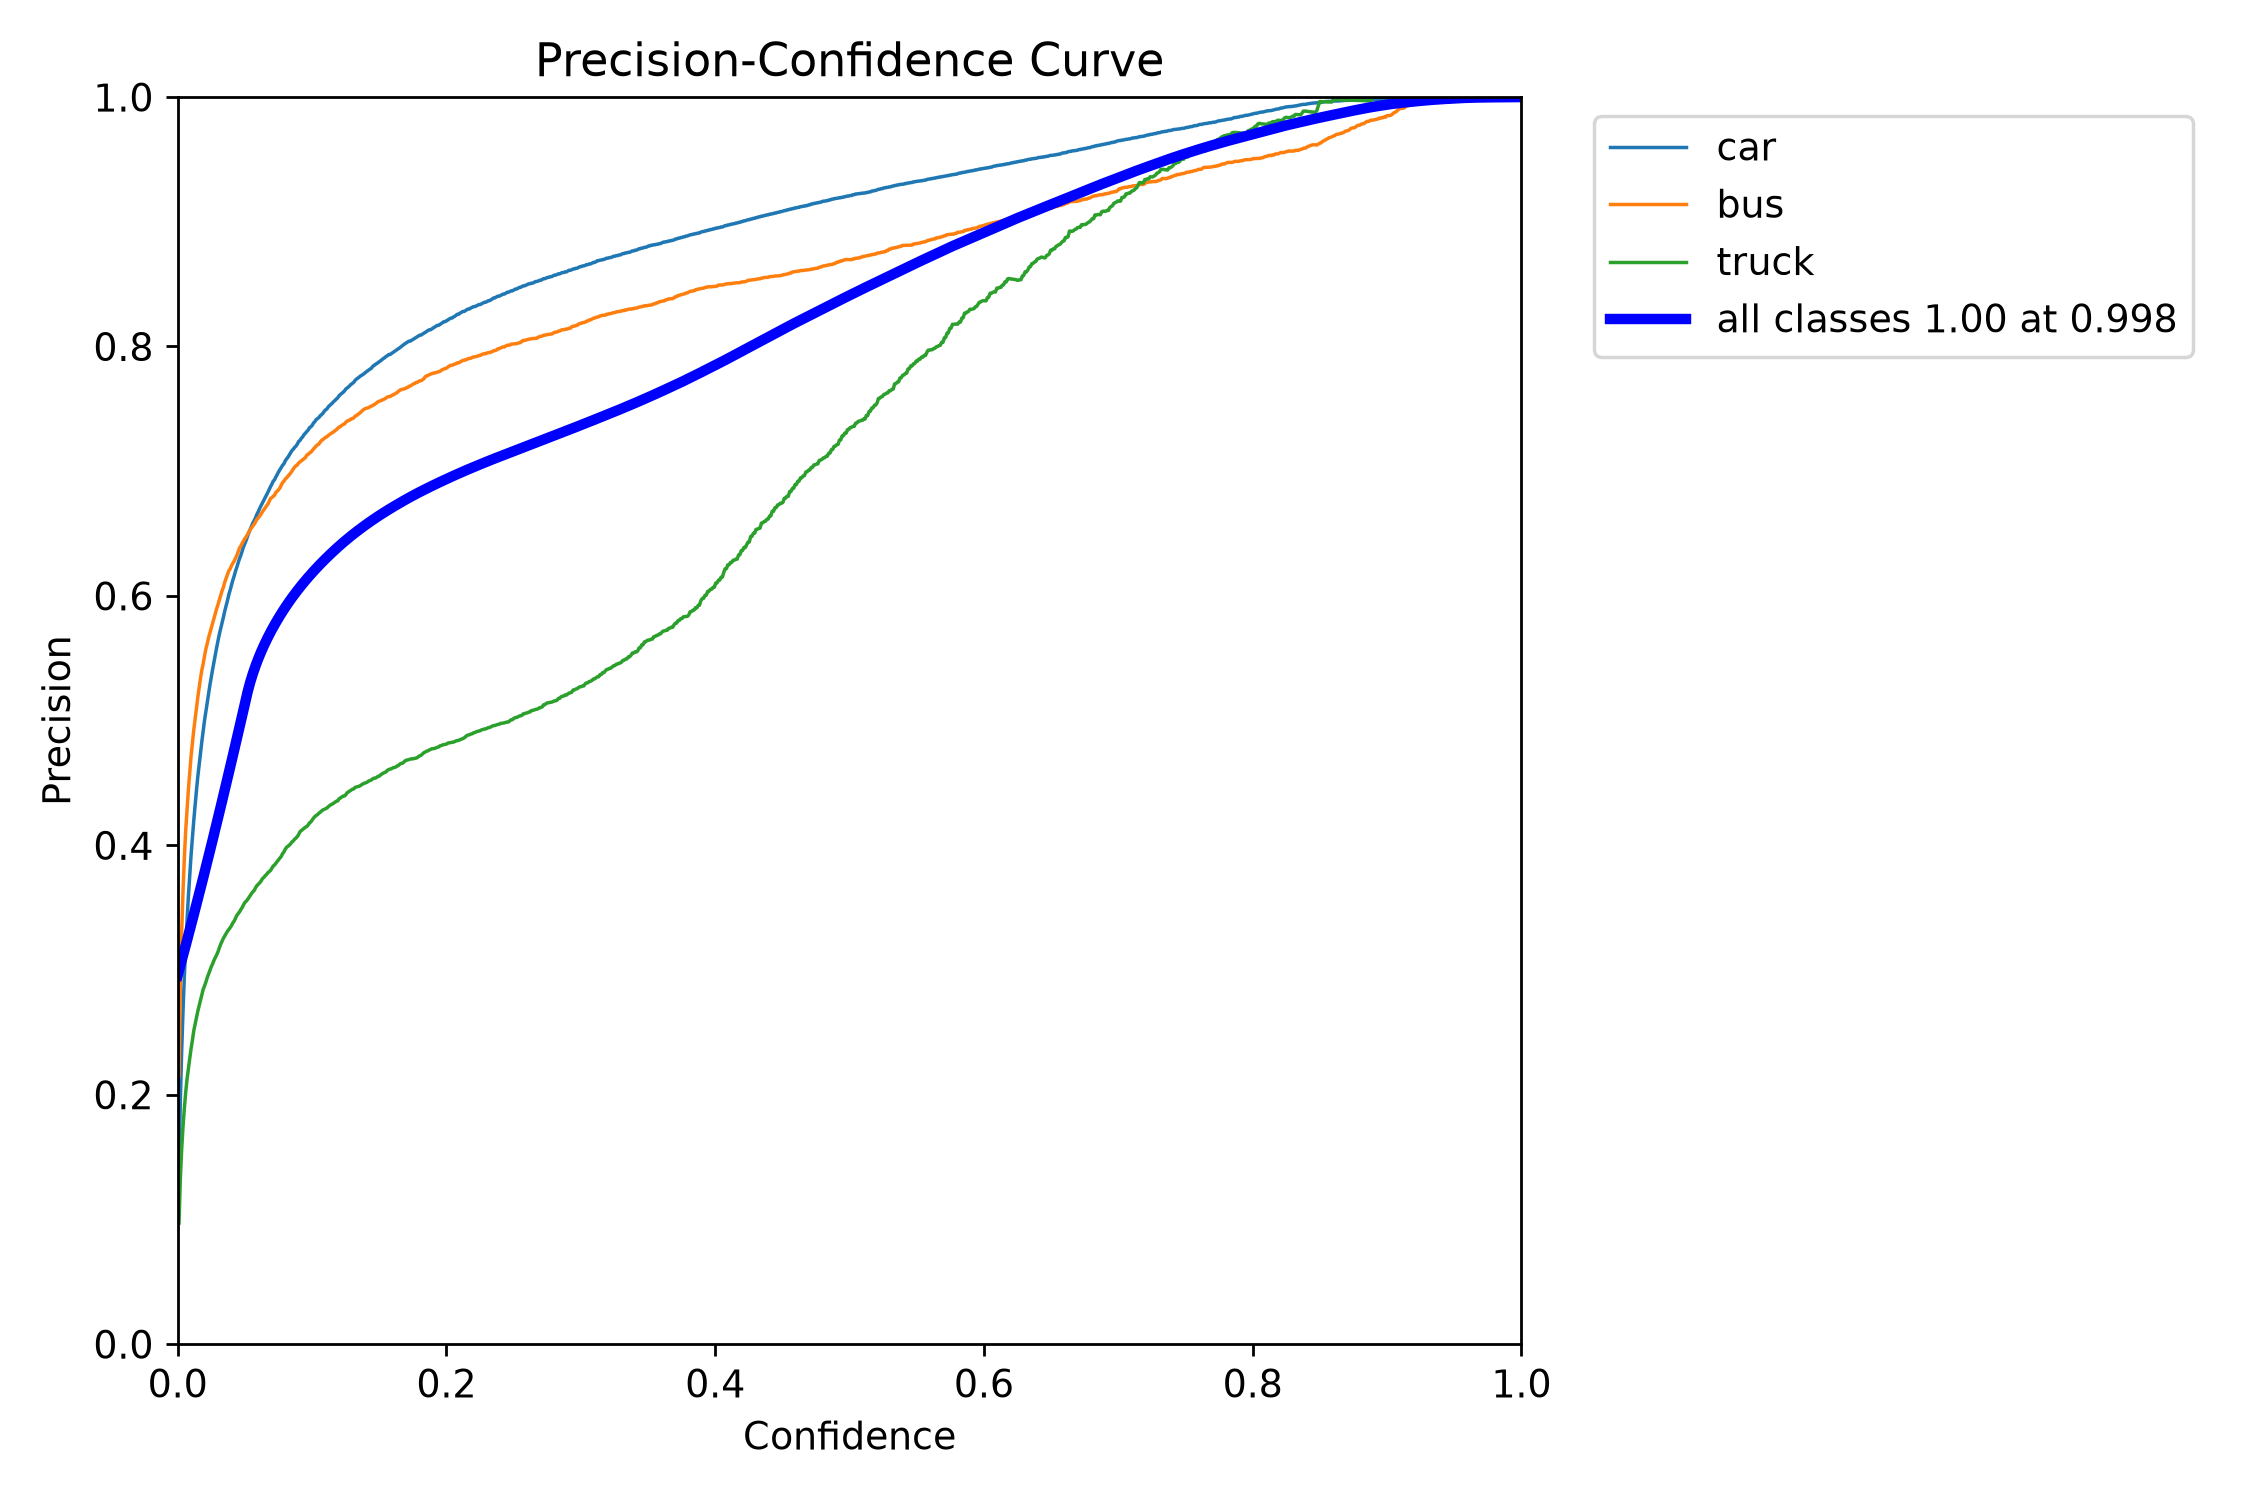 Precision-Confidence Curve
1.0
0.8
0.6
0.4
0.2
0.0
Precision
0.0 0.2 0.4 0.6 0.8 1.0
Confidence
car
bus
truck
all classes 1.00 at 0.998